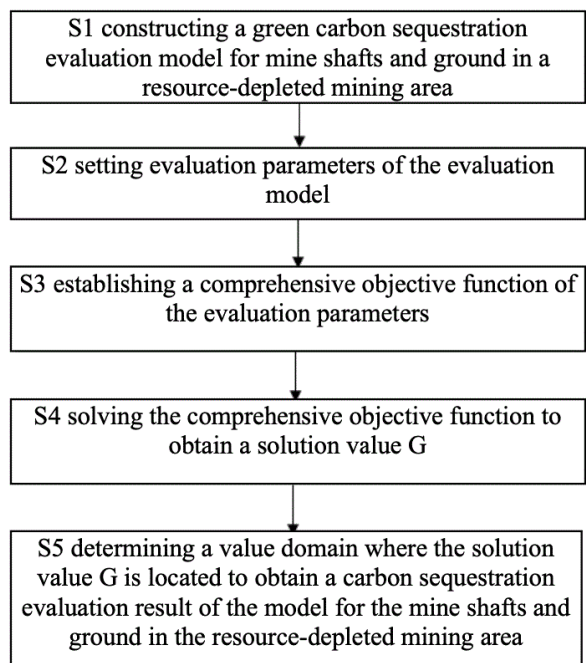 S1 constructing a green carbon sequestration
evaluation model for mine shafts and ground in a
resource-depleted mining area
S2 setting evaluation parameters of the evaluation
model
S3 establishing a comprehensive objective function of
the evaluation parameters
S4 solving the comprehensive objective function to
obtain a solution value G
S5 determining a value domain where the solution
value G is located to obtain a carbon sequestration
evaluation result of the model for the mine shafts and
ground in the resource-depleted mining area